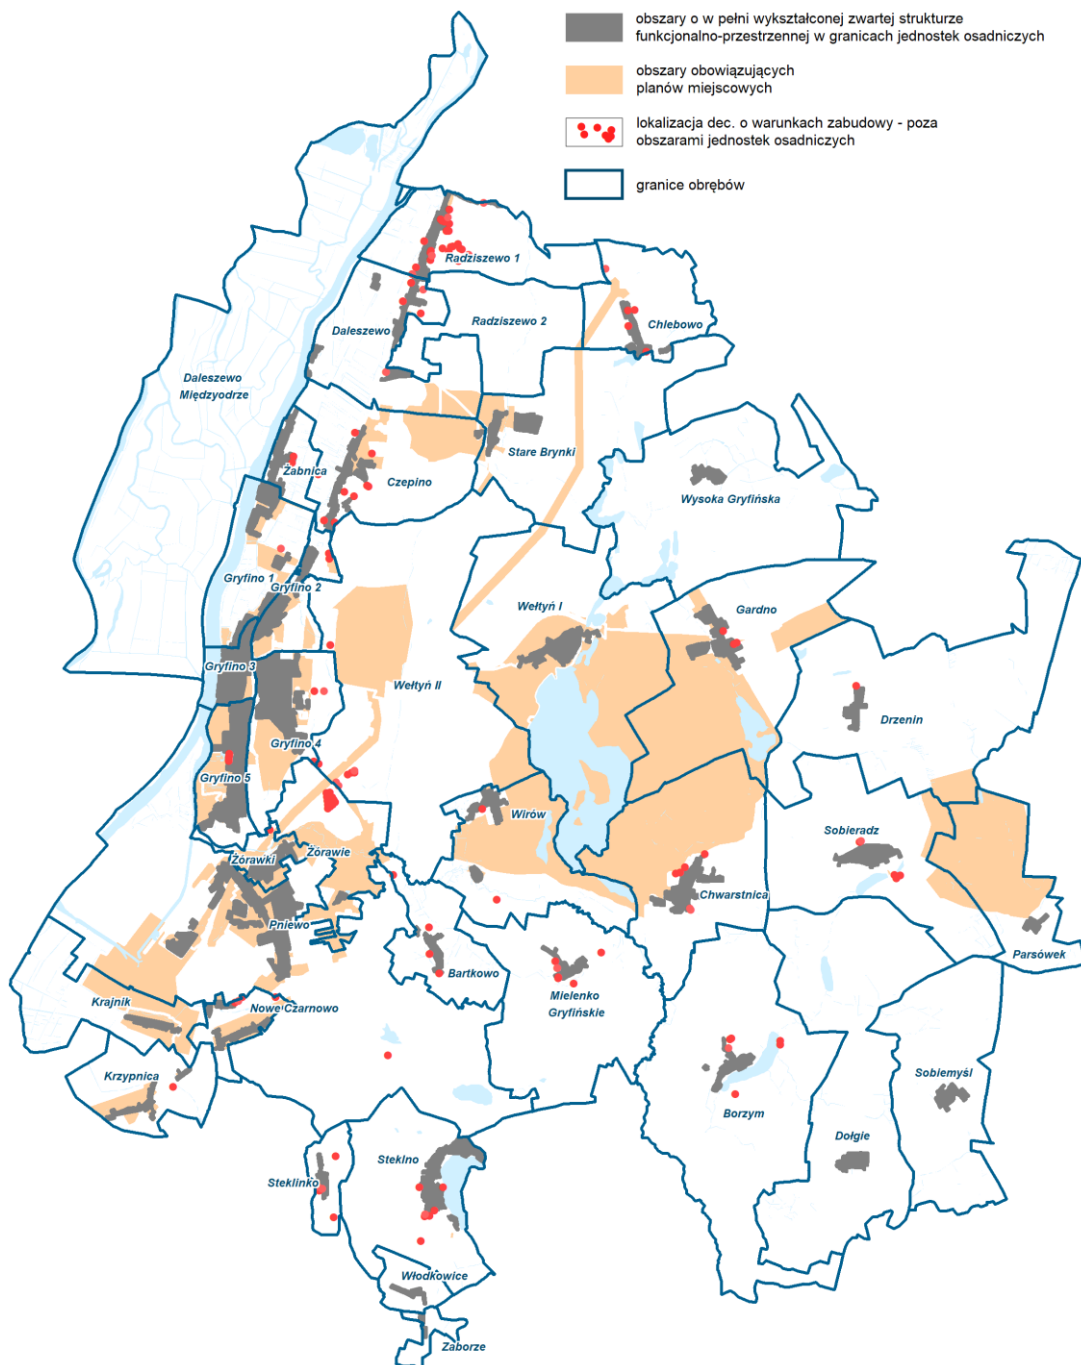 obszary o w pełni wykształconej zwartej strukturze
funkcjonalno-przestrzennej w granicach jednostek osadniczych
obszary obowiązujących
planów miejscowych
lokalizacja dec. o warunkach zabudowy - poza
obszarami jednostek osadniczych
granice obrębów
Radziszewo 1
Radziszewo 2
Chlebowo
Daleszewo
Daleszewo
Międzyodrze
Stare Brynki
Żabnica
Czepino
Wysoka Gryfińska
Gryfino 1
Gryfino 2
Wełtyń I
Gardno
Gryfino 3
Wełtyń II
Drzenin
Gryfino 4
Gryfino 5
Wirów
Sobieradz
Żórawki
Żórawie
Chwarstnica
Pniewo
Parsówek
Bartkowo
Mielenko
Gryfińskie
Krajnik
Nowe Czarnowo
Krzypnica
Sobiemyśl
Borzym
Dołgie
Steklno
Steklinko
Włodkowice
Zaborze